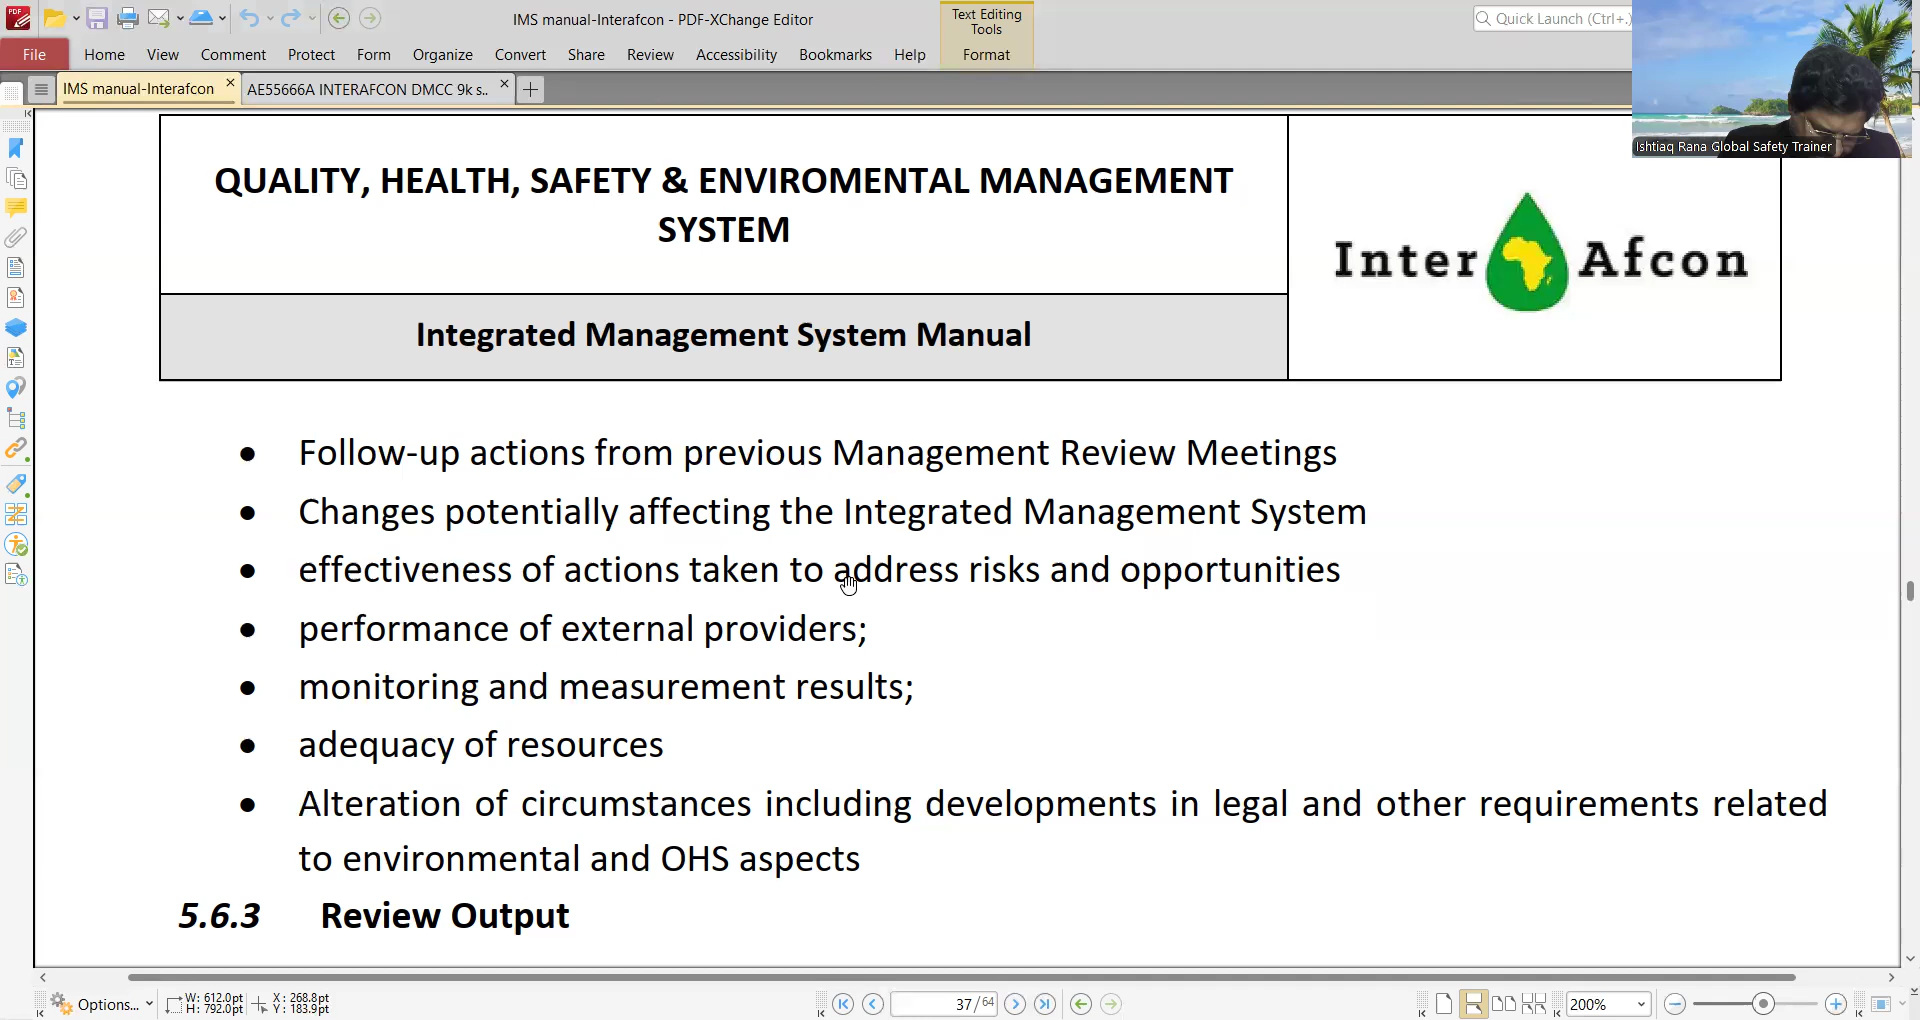 IMS manual-Interafcon - PDF-XChange Editor
Text Editing
Tools
Quick Launch (Ctrl+.)
File Home View Comment Protect Form Organize Convert Share Review Accessibility Bookmarks Help Format
IMS manual-Interafcon
AE55666A INTERAFCON DMCC 9k s..
Ishtiaq Rana Global Safety Trainer
QUALITY, HEALTH, SAFETY & ENVIROMENTAL MANAGEMENT
SYSTEM
Inter Afcon
Integrated Management System Manual
• Follow-up actions from previous Management Review Meetings
• Changes potentially affecting the Integrated Management System
• effectiveness of actions taken to address risks and opportunities
• performance of external providers;
• monitoring and measurement results;
• adequacy of resources
• Alteration of circumstances including developments in legal and other requirements related
to environmental and OHS aspects
5.6.3 Review Output
Options...
W: 612.0pt
H: 792.0pt
X: 268.8pt
Y: 183.9pt
37 / 64
200%